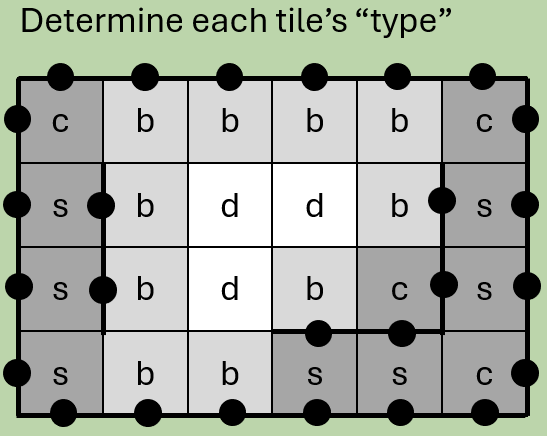 Determine each tile’s “type”
c b b b b c
s b d d b s
s b d b c s
s b b s s c